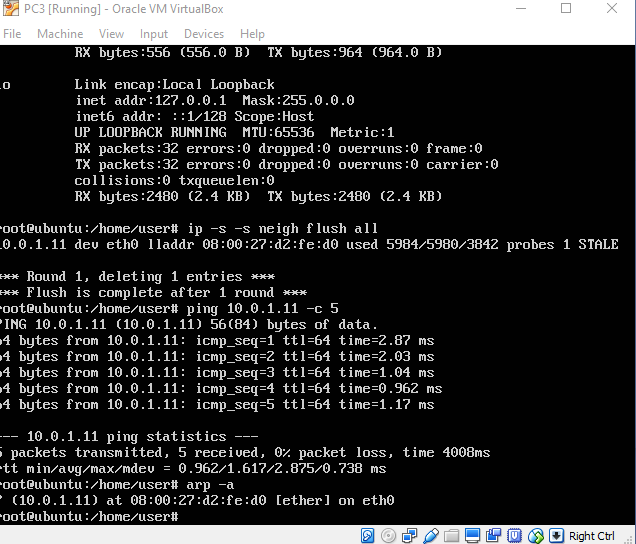 PC3 [Running] - Oracle VM VirtualBox
File Machine View Input Devices Help
RX bytes:556 (556.0 B) TX bytes:964 (964.0 B)
lo Link encap:Local Loopback
inet addr:127.0.0.1 Mask:255.0.0.0
inet6 addr: ::1/128 Scope:Host
UP LOOPBACK RUNNING MTU:65536 Metric:1
RX packets:32 errors:0 dropped:0 overruns:0 frame:0
TX packets:32 errors:0 dropped:0 overruns:0 carrier:0
collisions:0 txqueuelen:0
RX bytes:2480 (2.4 KB) TX bytes:2480 (2.4 KB)
root@ubuntu:/home/user# ip -s -s neigh flush all
10.0.1.11 dev eth0 lladdr 08:00:27:d2:fe:d0 used 5984/5980/3842 probes 1 STALE
*** Round 1, deleting 1 entries ***
*** Flush is complete after 1 round ***
root@ubuntu:/home/user# ping 10.0.1.11 -c 5
PING 10.0.1.11 (10.0.1.11) 56(84) bytes of data.
64 bytes from 10.0.1.11: icmp_seq=1 ttl=64 time=2.87 ms
64 bytes from 10.0.1.11: icmp_seq=2 ttl=64 time=2.03 ms
64 bytes from 10.0.1.11: icmp_seq=3 ttl=64 time=1.04 ms
64 bytes from 10.0.1.11: icmp_seq=4 ttl=64 time=0.962 ms
64 bytes from 10.0.1.11: icmp_seq=5 ttl=64 time=1.17 ms
--- 10.0.1.11 ping statistics ---
5 packets transmitted, 5 received, 0% packet loss, time 4008ms
rtt min/avg/max/mdev = 0.962/1.617/2.875/0.738 ms
root@ubuntu:/home/user# arp -a
? (10.0.1.11) at 08:00:27:d2:fe:d0 [ether] on eth0
root@ubuntu:/home/user#
Right Ctrl